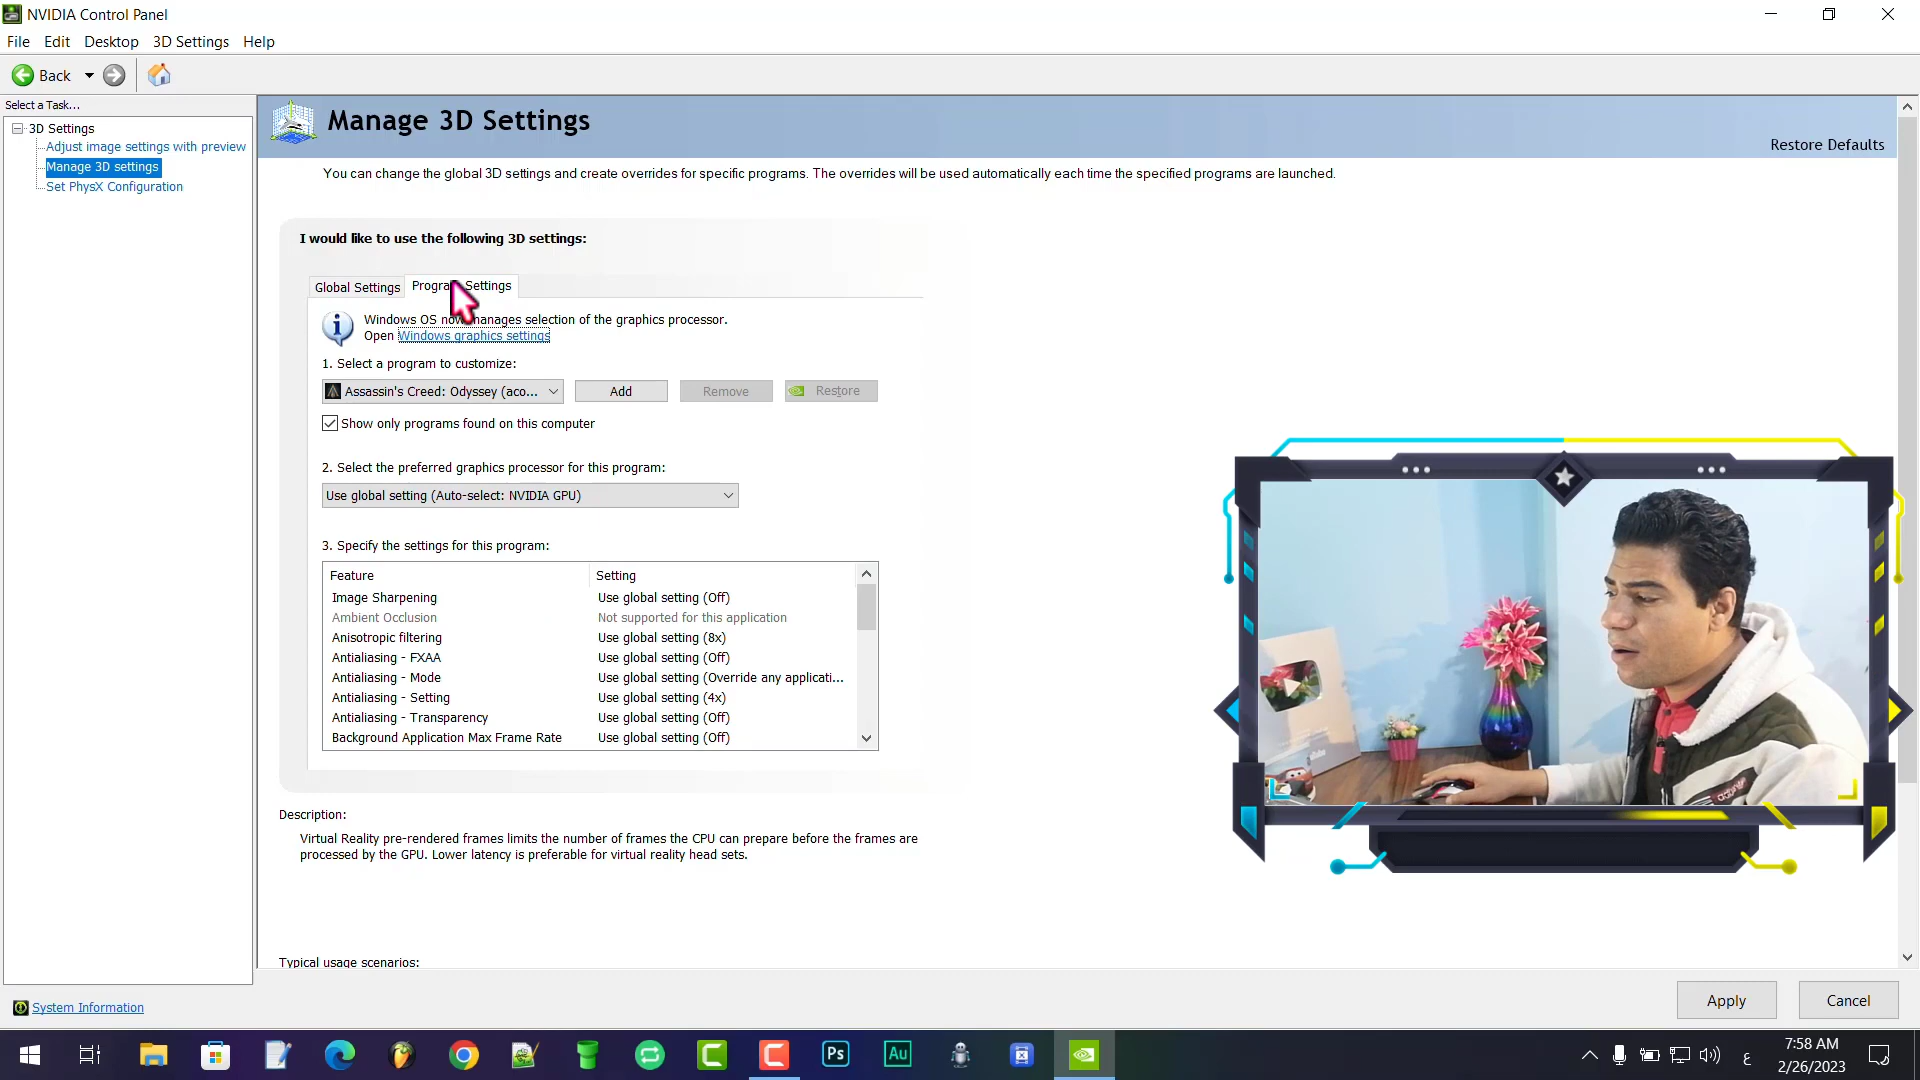 NVIDIA Control Panel
File Edit Desktop 3D Settings Help
Back
Select a Task...
3D Settings
Adjust image settings with preview
Manage 3D settings
Set PhysX Configuration
System Information
Manage 3D Settings
Restore Defaults
You can change the global 3D settings and create overrides for specific programs. The overrides will be used automatically each time the specified programs are launched.
I would like to use the following 3D settings:
Global Settings Settings
Windows OS manages selection of the graphics processor.
Open Windows graphics settings
1. Select a program to customize:
Assassin's Creed: Odyssey (aco... Add Remove Restore
Show only programs found on this computer
2. Select the preferred graphics processor for this program:
Use global setting (Auto-select: NVIDIA GPU)
3. Specify the settings for this program:
Feature Setting
Image Sharpening Use global setting (Off)
Ambient Occlusion Not supported for this application
Anisotropic filtering Use global setting (8x)
Antialiasing - FXAA Use global setting (Off)
Antialiasing - Mode Use global setting (Override any applicati...
Antialiasing - Setting Use global setting (4x)
Antialiasing - Transparency Use global setting (Off)
Background Application Max Frame Rate Use global setting (Off)
Description:
Virtual Reality pre-rendered frames limits the number of frames the CPU can prepare before the frames are
processed by the GPU. Lower latency is preferable for virtual reality head sets.
Typical usage scenarios:
Apply Cancel
Ps Au
ع
7:58 AM
2/26/2023